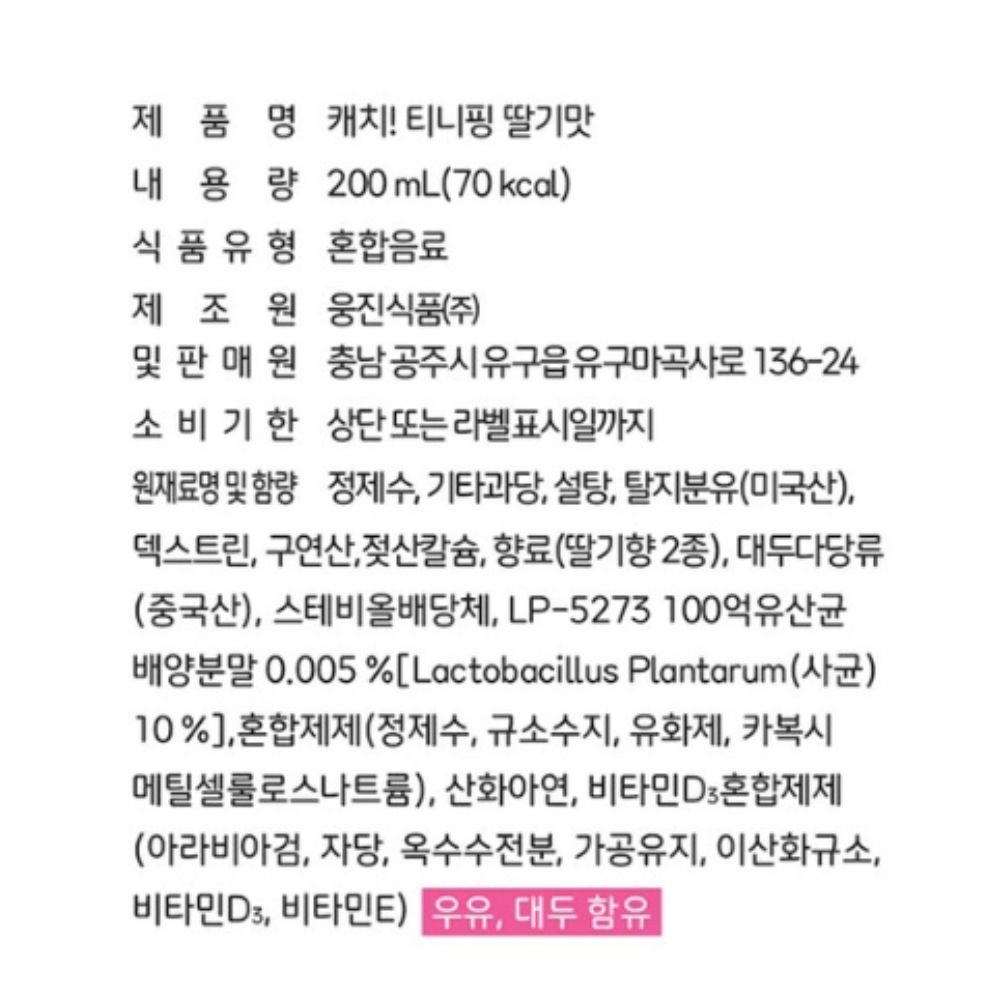 제 품 명 캐치! 티니핑 딸기맛
내 용 량 200 mL(70 kcal)
식 품 유 형 혼합음료
제 조 원 웅진식품㈜
및 판 매 원 충남 공주시 유구읍 유구마곡사로 136-24
소 비 기 한 상단 또는 라벨표시일까지
원재료명 및 함량 정제수, 기타과당, 설탕, 탈지분유(미국산),
덱스트린, 구연산,젖산칼슘, 향료(딸기향 2종), 대두다당류
(중국산), 스테비올배당체, LP-5273 100억유산균
배양분말 0.005 %[Lactobacillus Plantarum(사균)
10 %],혼합제제(정제수, 규소수지, 유화제, 카복시
메틸셀룰로스나트륨), 산화아연, 비타민D₃혼합제제
(아라비아검, 자당, 옥수수전분, 가공유지, 이산화규소,
비타민D₃, 비타민E) 우유, 대두 함유